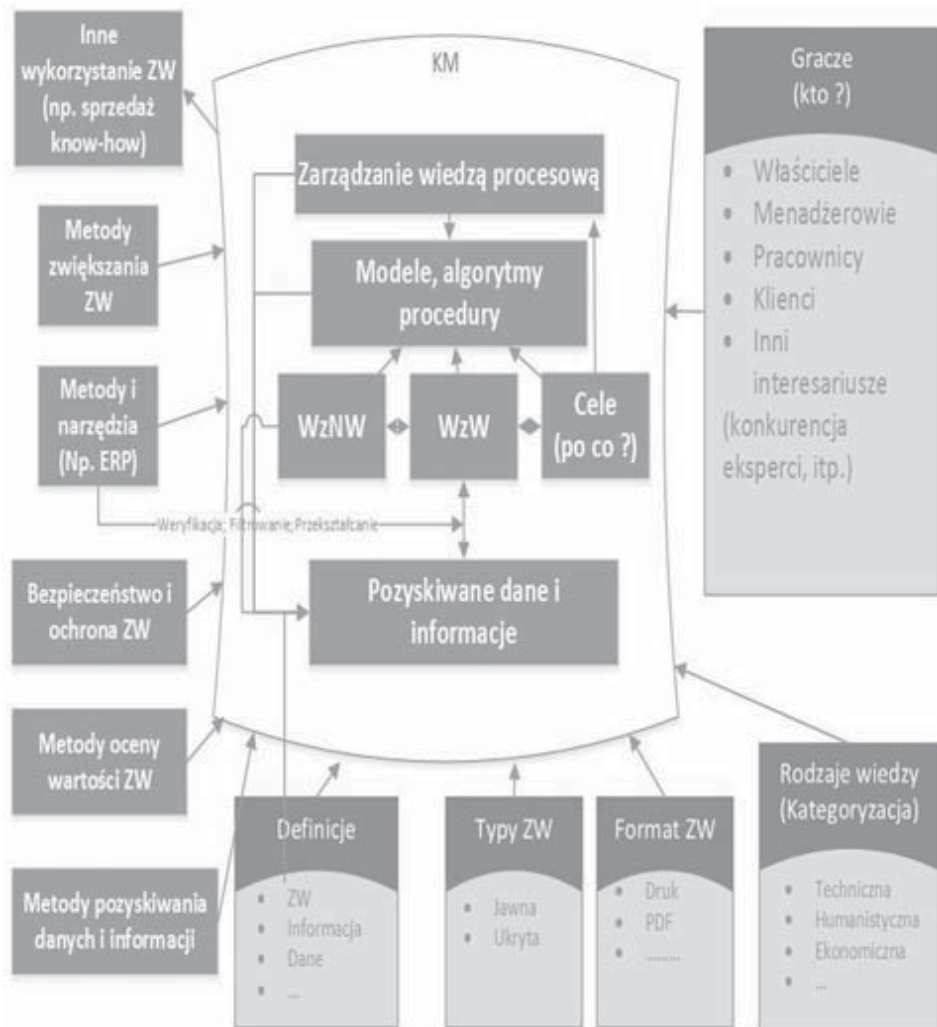 Inne
wykorzystanie ZW
(np. sprzedaż
know-how)
Metody
zwiększania
ZW
Metody i
narzędzia
(Np. ERP)
Bezpieczeństwo i
ochrona ZW
Metody oceny
wartości ZW
Metody pozyskiwania
danych i informacji
KM
Zarządzanie wiedzą procesową
Modele, algorytmy
procedury
WzNW
WzW
Cele
(po co ?)
Weryfikacja; Filtrowanie; Przekształcanie
Pozyskiwane dane i
informacje
Gracze
(kto ?)
• Właściciele
• Menadżerowie
• Pracownicy
• Klienci
• Inni
interesariusze
(konkurencja
eksperci, itp.)
Definicje
• ZW
• Informacja
• Dane
• ...
Typy ZW
• Jawna
• Ukryta
Format ZW
• Druk
• PDF
• ........
Rodzaje wiedzy
(Kategoryzacja)
• Techniczna
• Humanistyczna
• Ekonomiczna
• ...